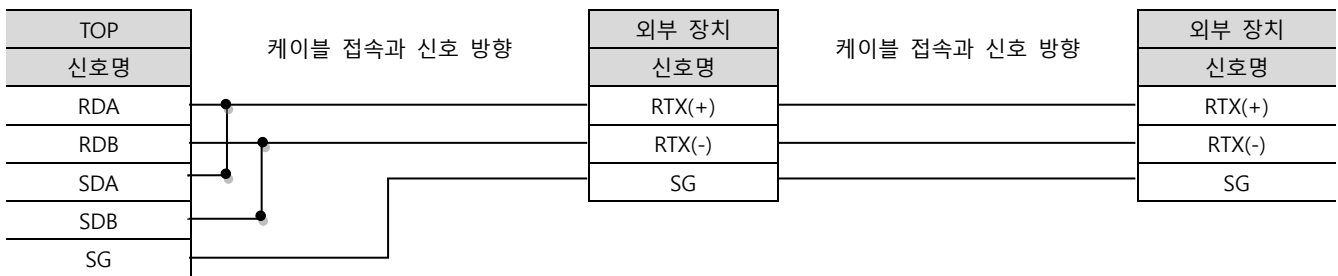 TOP
신호명
RDA
RDB
SDA
SDB
SG
케이블 접속과 신호 방향
외부 장치
신호명
RTX(+)
RTX(-)
SG
케이블 접속과 신호 방향
외부 장치
신호명
RTX(+)
RTX(-)
SG